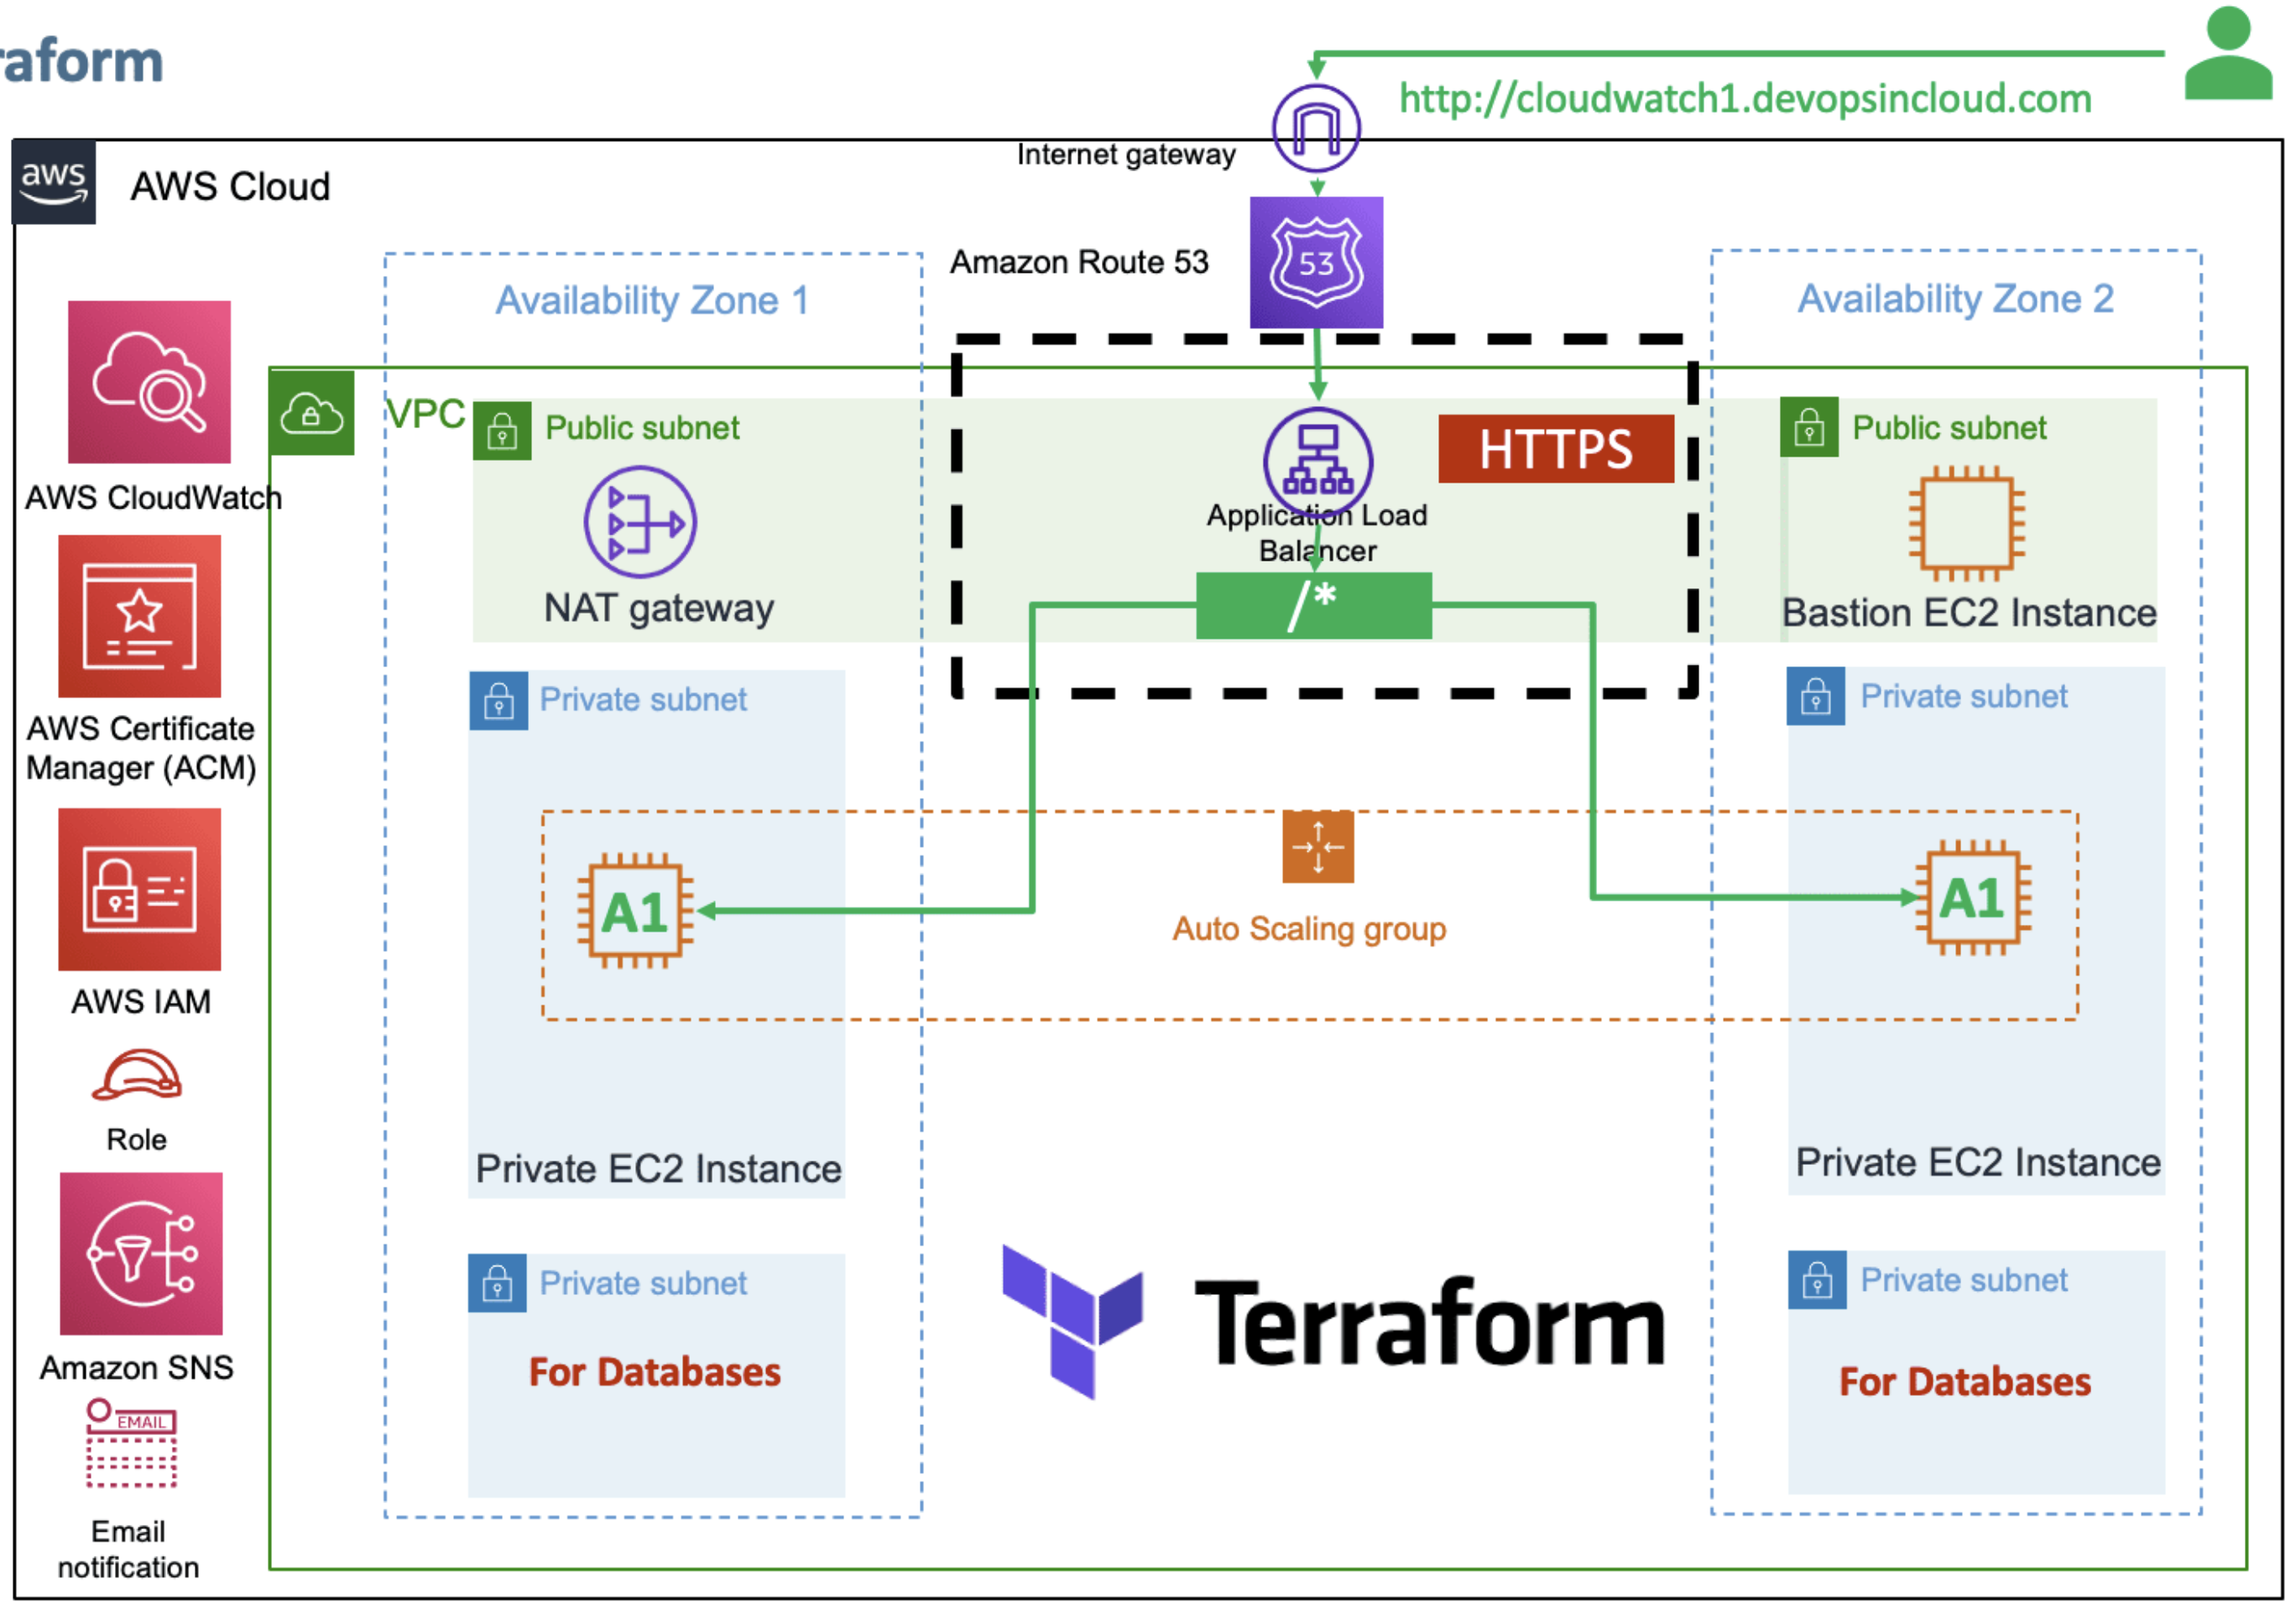 raform
http://cloudwatch1.devopsincloud.com
Internet gateway
aws
AWS Cloud
Amazon Route 53
53
Availability Zone 1
Availability Zone 2
VPC
Public subnet
HTTPS
Public subnet
AWS CloudWatch
Application Load
Balancer
NAT gateway
/*
Bastion EC2 Instance
AWS Certificate
Manager (ACM)
Private subnet
Private subnet
A1
A1
Auto Scaling group
AWS IAM
Role
Private EC2 Instance
Private EC2 Instance
Private subnet
Private subnet
Terraform
For Databases
For Databases
Amazon SNS
EMAIL
Email
notification